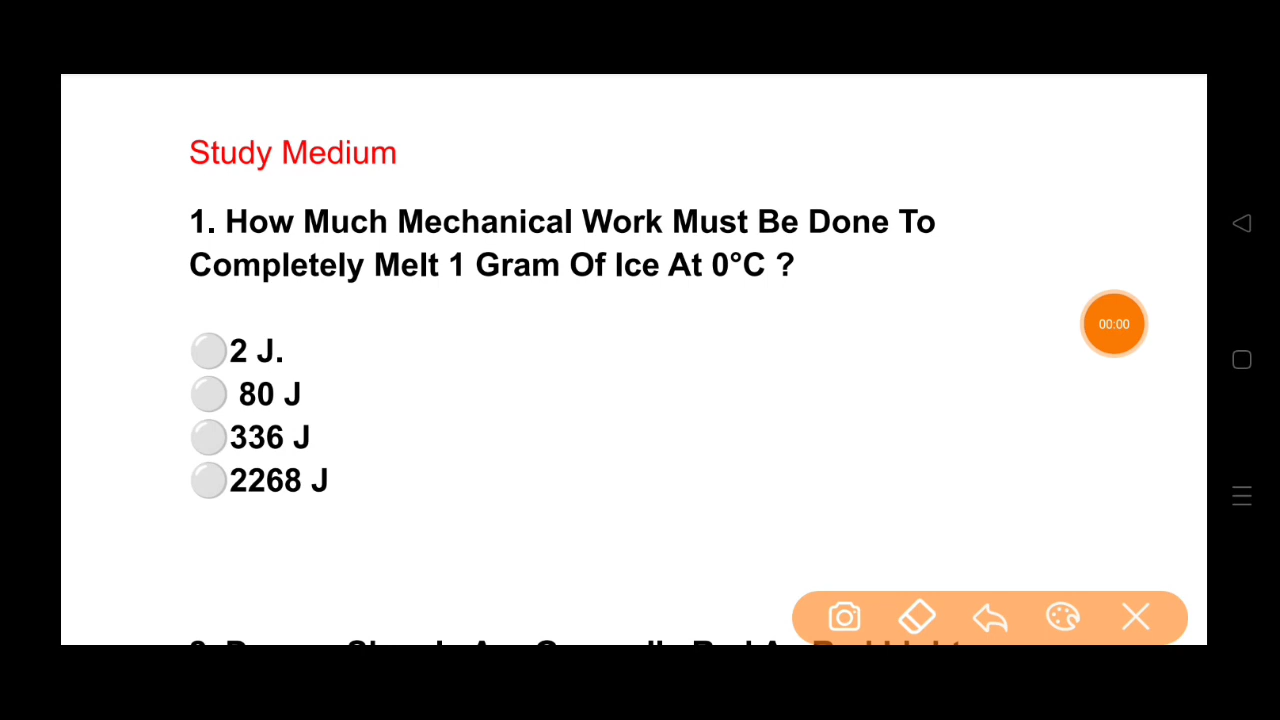 Study Medium
1. How Much Mechanical Work Must Be Done To
Completely Melt 1 Gram Of Ice At 0°C ?
2 J.
80 J
336 J
2268 J
00:00